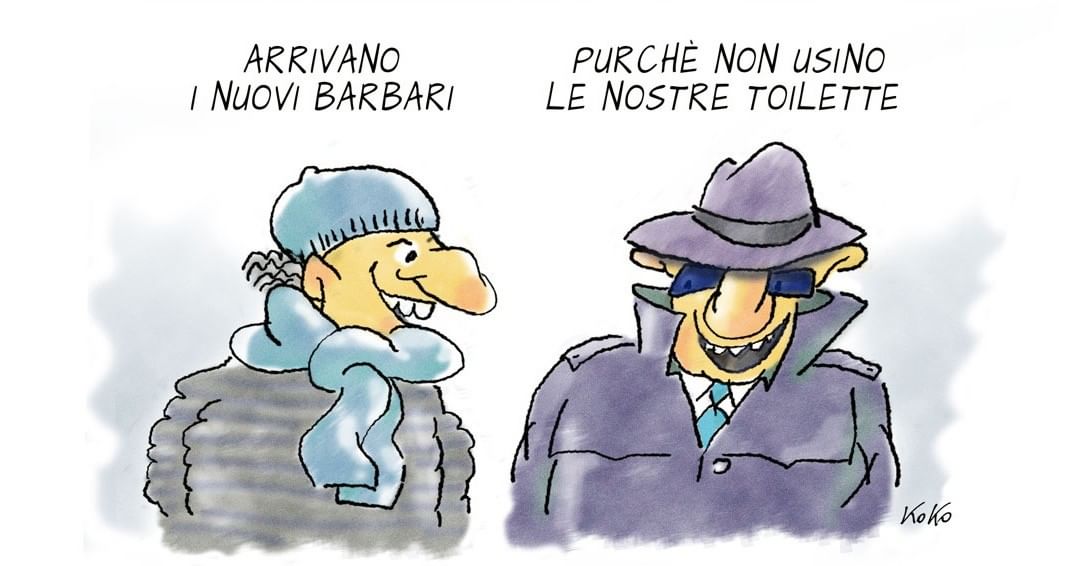 ARRIVANO
I NUOVI BARBARI
PURCHÈ NON USINO
LE NOSTRE TOILETTE
KoKo